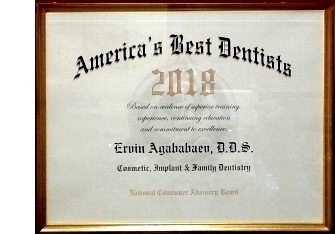 America's Best Dentists
2018
Based on evidence of superior training,
experience, continuing education
and commitment to excellence.
Ervin Agababaev, D.D.S.
Cosmetic, Implant & Family Dentistry
National Consumer Advisory Board